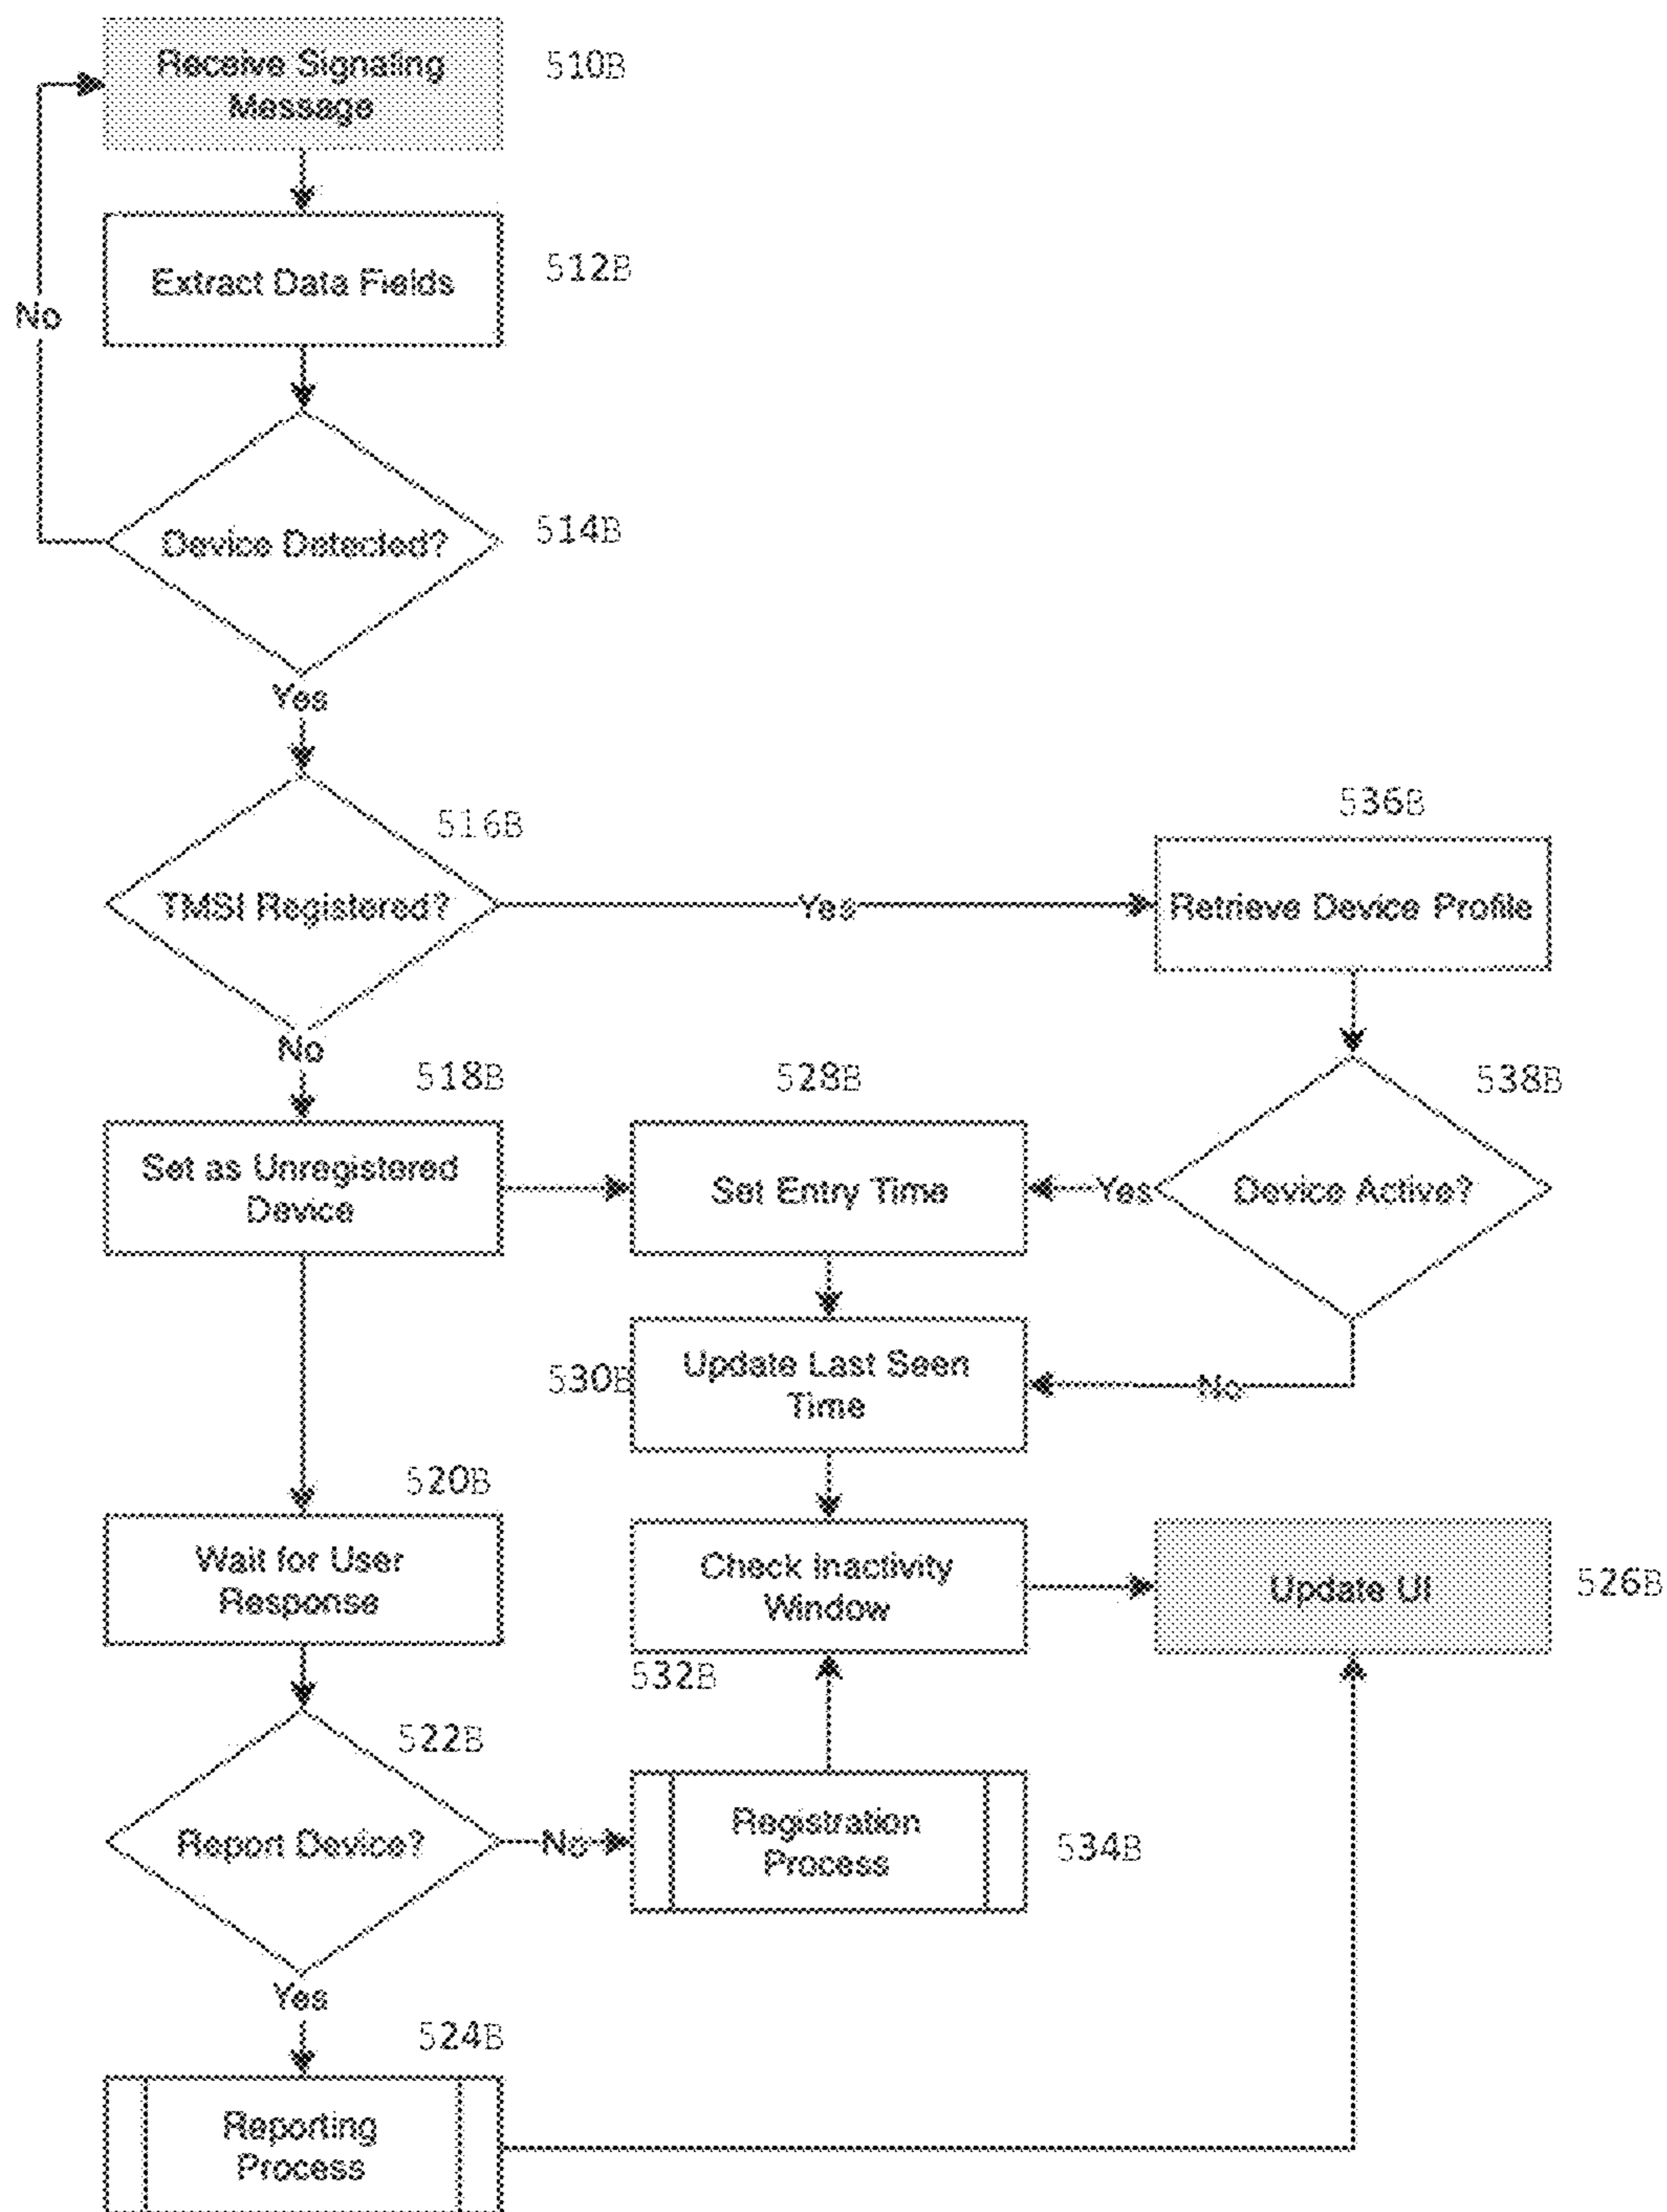 Receive Signaling
Message
510B
Extract Data Fields
512B
No
Device Detected?
514B
Yes
516B
TMSI Registered?
Yes
536B
Retrieve Device Profile
No
518B
528B
538B
Set as Unregistered
Device
Set Entry Time
Yes
Device Active?
530B
Update Last Seen
Time
No
520B
Wait for User
Response
Check Inactivity
Window
Update UI
526B
532B
522B
Report Device?
No
Registration
Process
534B
Yes
524B
Reporting
Process